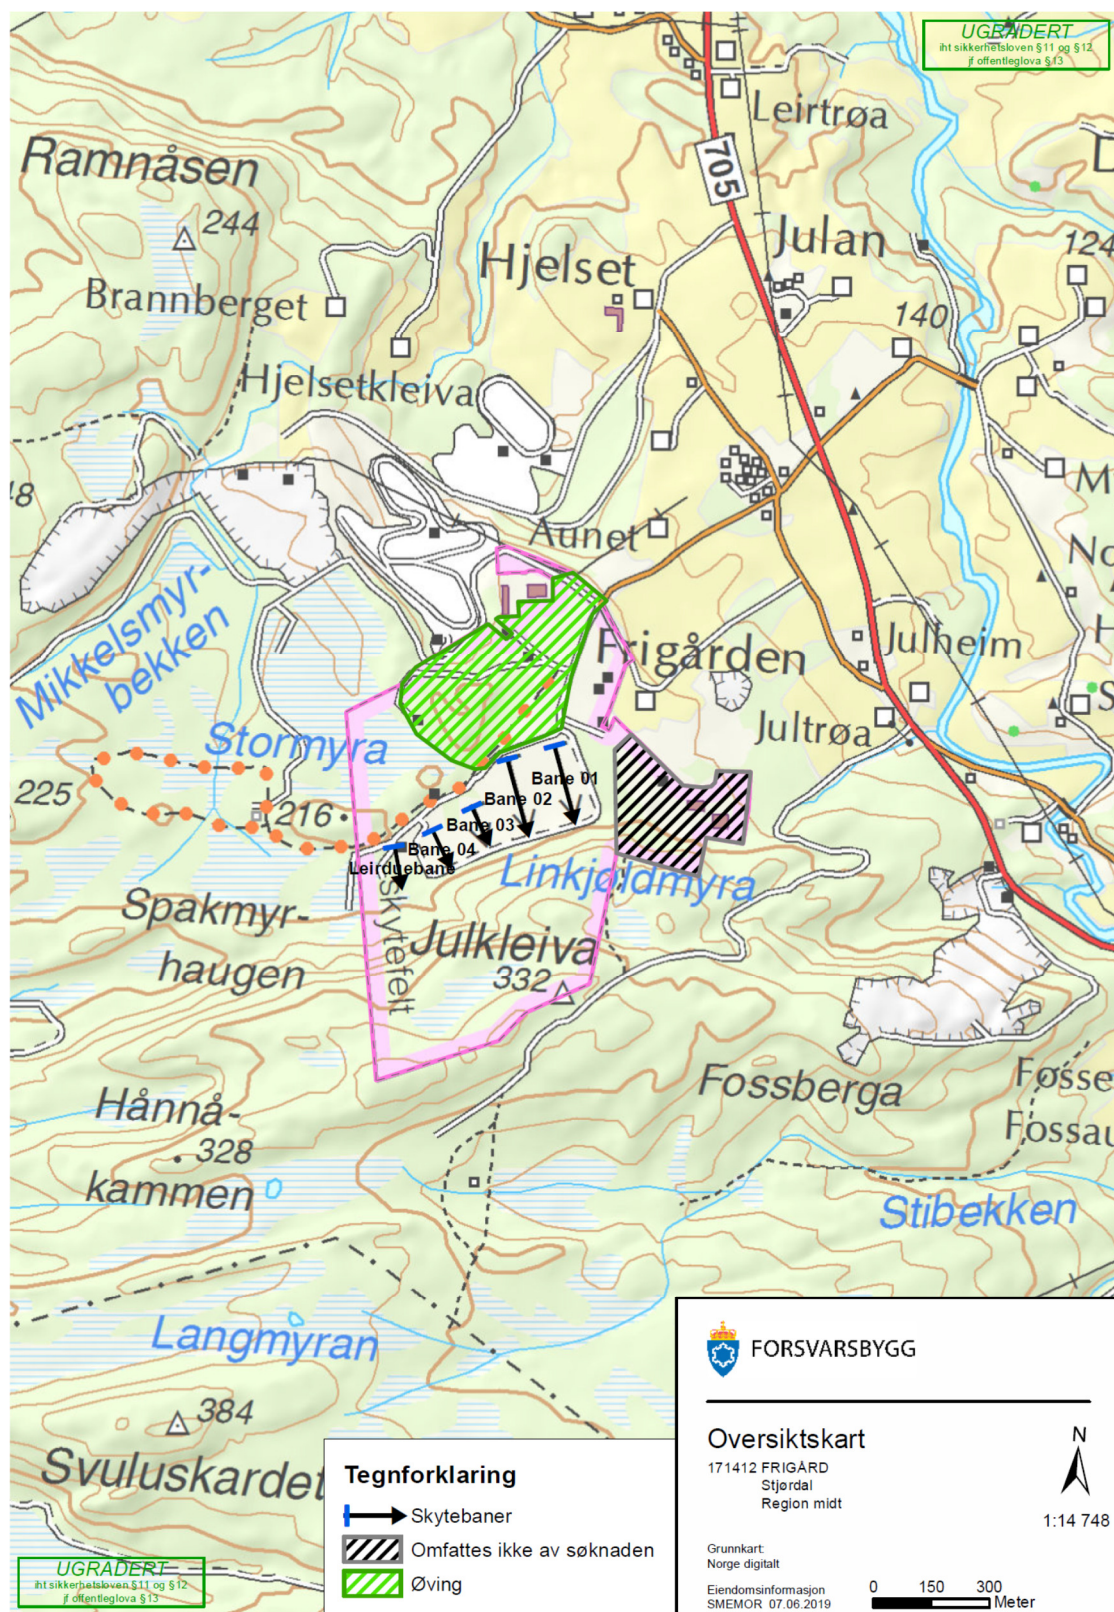 UGRADERT
iht sikkerhetsloven §11 og §12
jf offentleglova §13
Leirtrøa
Ramnåsen
705
244
Julan
124
Hjelset
Brannberget
140
Hjelsetkleiva
Aunet
Mikkelsmyr-
bekken
Frigården
Julheim
Jultrøa
Stormyra
225
216
Bane 01
Bane 02
Bane 03
Bane 04
Leirduebane
Linkjøldmyra
skytefelt
Spakmyr-
haugen
Julkleiva
332
Fossberga
Hånnå-
328
kammen
Stibekken
Langmyran
384
Svuluskardet
FORSVARSBYGG
Oversiktskart
171412 FRIGÅRD
Stjørdal
Region midt
N
1:14 748
Grunnkart:
Norge digitalt
Eiendomsinformasjon
SMEMOR 07.06.2019
0 150 300
Meter
Tegnforklaring
Skytebaner
Omfattes ikke av søknaden
Øving
UGRADERT
iht sikkerhetsloven §11 og §12
jf offentleglova §13